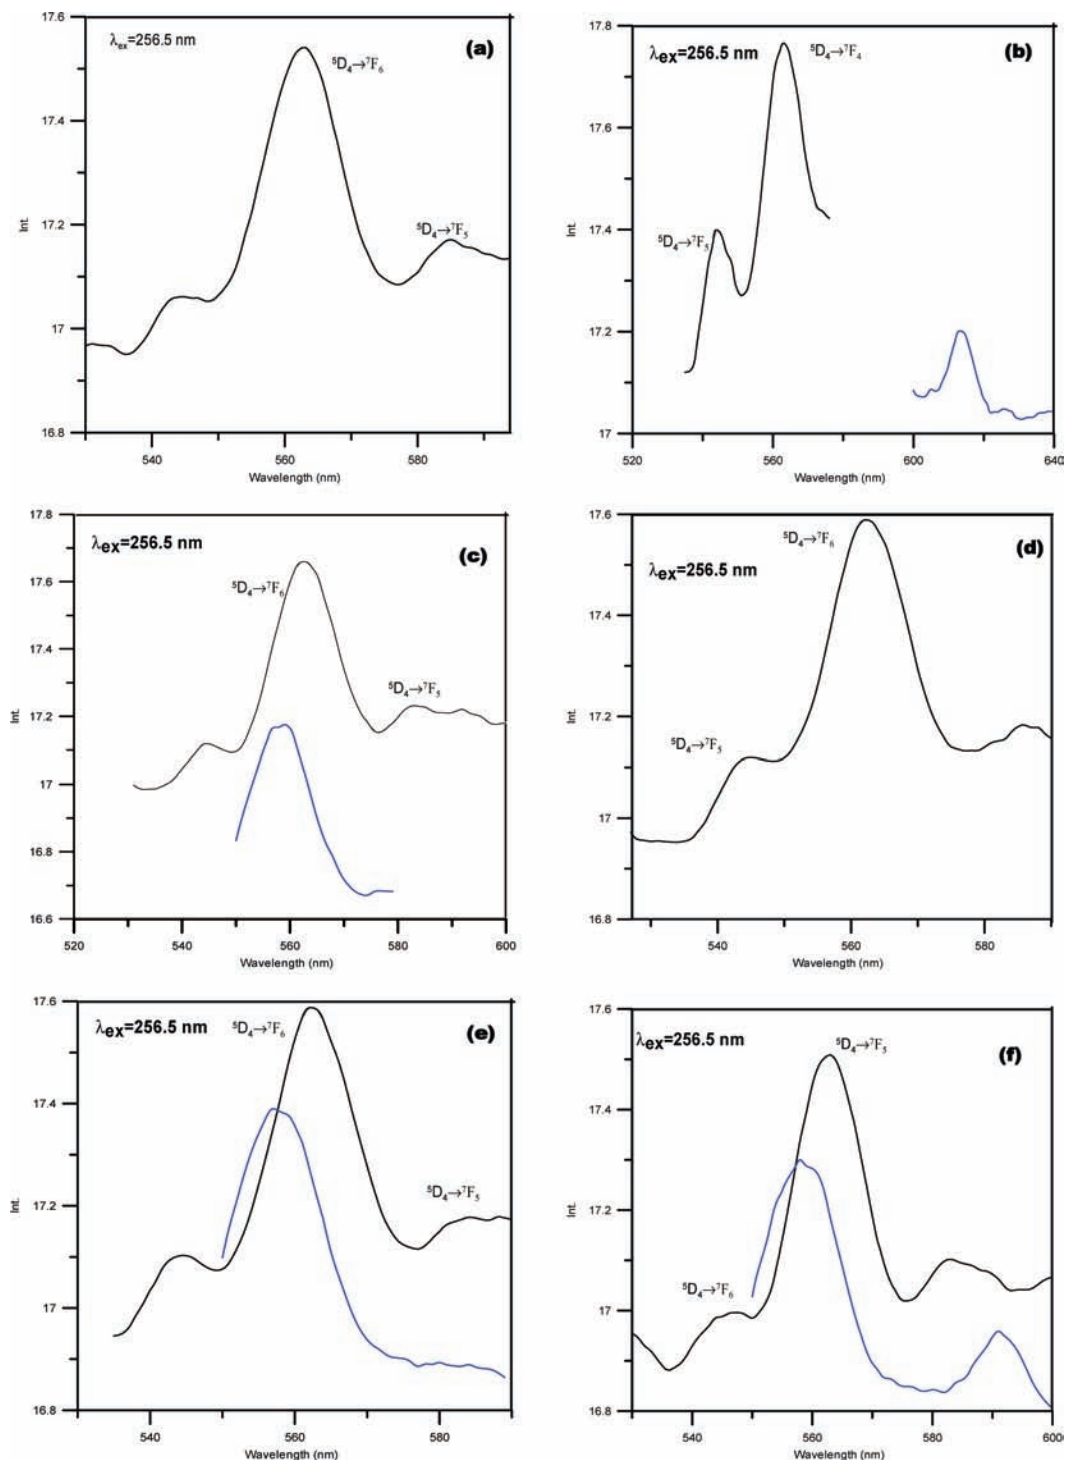 17.6
λex=256.5 nm
(a)
⁵D₄→⁷F₆
17.4
17.2
⁵D₄→⁷F₅
Int.
17
16.8
540
560
580
Wavelength (nm)
17.8
λex=256.5 nm
⁵D₄→⁷F₄
(b)
17.6
17.4
⁵D₄→⁷F₅
Int.
17.2
17
520
540
560
600
620
640
Wavelength (nm)
17.8
λex=256.5 nm
(c)
17.6
⁵D₄→⁷F₆
17.4
⁵D₄→⁷F₅
17.2
Int.
17
16.8
16.6
520
540
560
580
600
Wavelength (nm)
17.6
⁵D₄→⁷F₆
(d)
λex=256.5 nm
17.4
17.2
⁵D₄→⁷F₅
Int.
17
16.8
540
560
580
Wavelength (nm)
17.6
λex=256.5 nm
⁵D₄→⁷F₆
(e)
17.4
17.2
⁵D₄→⁷F₅
Int.
17
16.8
540
560
580
Wavelength (nm)
17.6
λex=256.5 nm
⁵D₄→⁷F₅
(f)
17.4
17.2
Int.
⁵D₄→⁷F₆
17
16.8
540
560
580
600
Wavelength (nm)